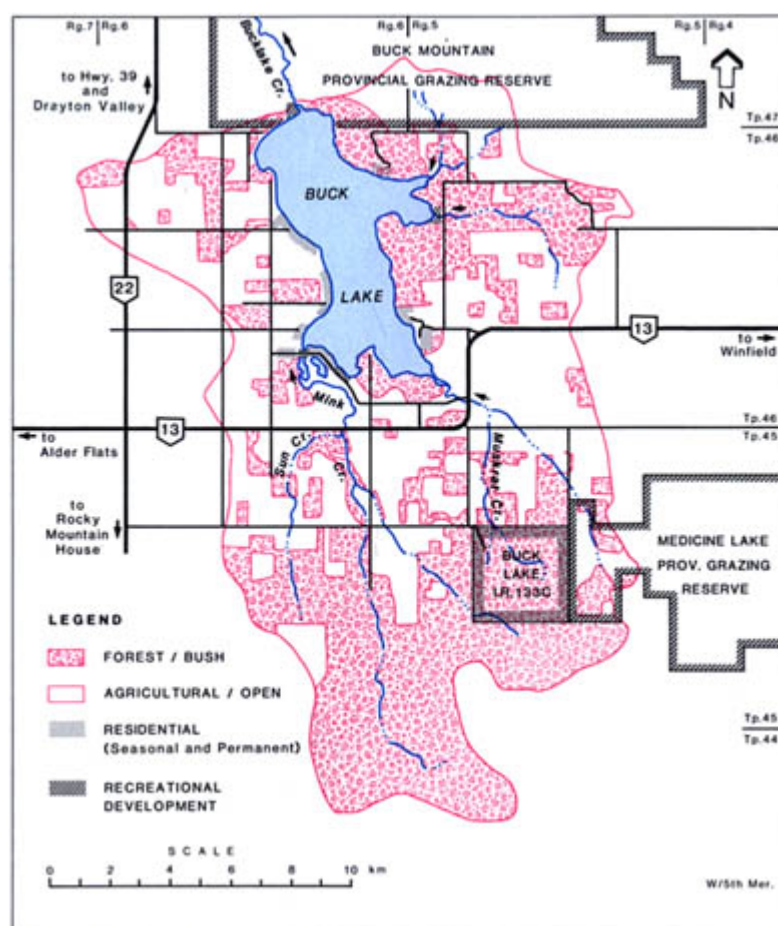 Rg.7 Rg.6
Rg.6 Rg.5
Rg.5 Rg.4
Bucklake Cr.
BUCK MOUNTAIN
PROVINCIAL GRAZING RESERVE
to Hwy. 39
and
Drayton Valley
N
Tp.47
Tp.46
BUCK
LAKE
22
13
to
Winfield
Mink
Cr.
Tp.46
Tp.45
13
to
Alder Flats
Sun Cr.
Muskrat Cr.
to
Rocky
Mountain
House
BUCK
LAKE
I.R. 133C
MEDICINE LAKE
PROV. GRAZING
RESERVE
LEGEND
FOREST / BUSH
AGRICULTURAL / OPEN
RESIDENTIAL
(Seasonal and Permanent)
RECREATIONAL
DEVELOPMENT
Tp.45
Tp.44
SCALE
0 2 4 6 8 10 km
W/5th Mer.